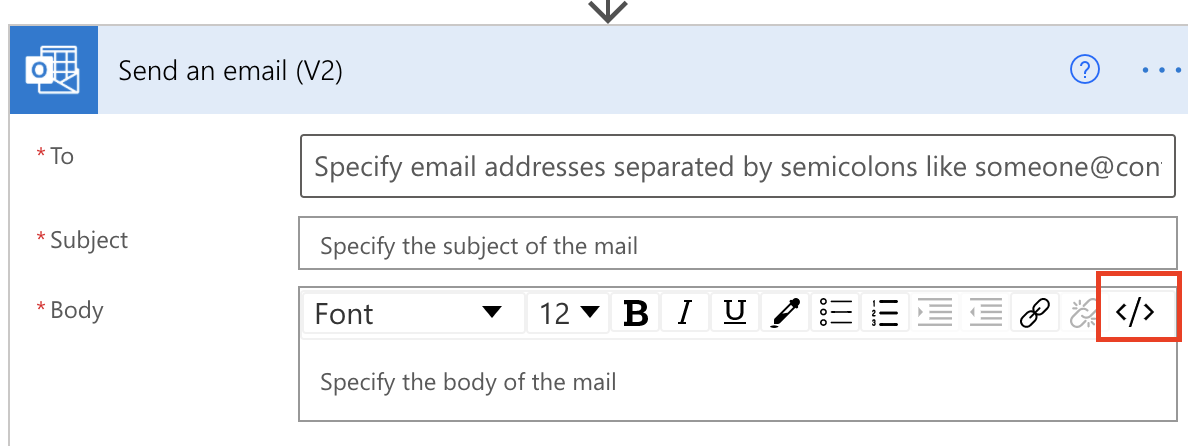 Send an email (V2)
?
* To
Specify email addresses separated by semicolons like someone@con
* Subject
Specify the subject of the mail
* Body
Font 12 B I U </>
Specify the body of the mail